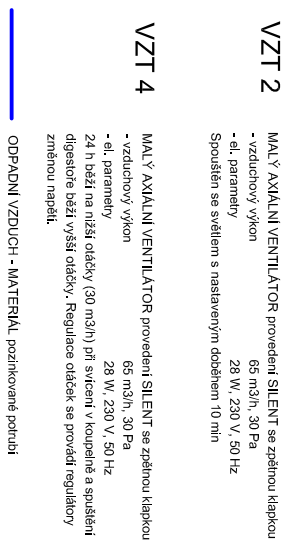 VZT 2
MALÝ AXIÁLNÍ VENTILÁTOR provedení SILENT se zpětnou klapkou
- vzduchový výkon 65 m3/h, 30 Pa
- el. parametry 28 W, 230 V, 50 Hz
Spouštěn se světlem s nastaveným doběhem 10 min
VZT 4
MALÝ AXIÁLNÍ VENTILÁTOR provedení SILENT se zpětnou klapkou
- vzduchový výkon 65 m3/h, 30 Pa
- el. parametry 28 W, 230 V, 50 Hz
24 h běží na nižší otáčky (30 m3/h) při svícení v koupelně a spuštění
digestoře běží vyšší otáčky. Regulace otáček se provádí regulátory
změnou napětí.
ODPADNÍ VZDUCH - MATERIÁL pozinkované potrubí